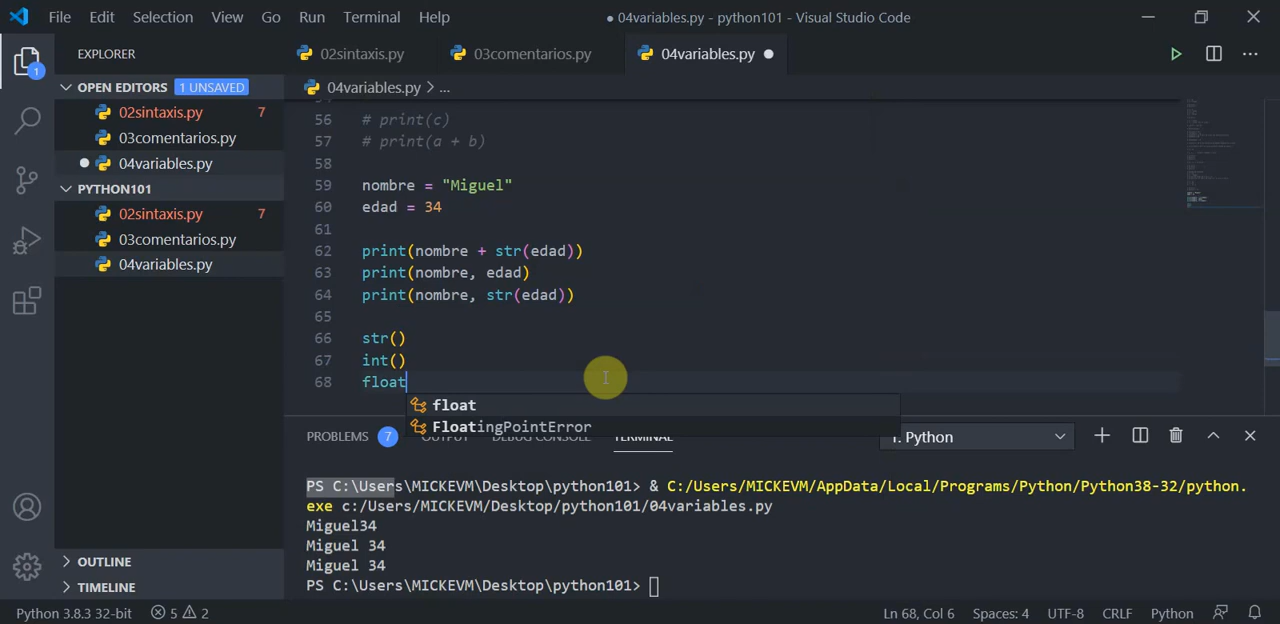 File Edit Selection View Go Run Terminal Help
● 04variables.py - python101 - Visual Studio Code
EXPLORER
02sintaxis.py
03comentarios.py
04variables.py ●
OPEN EDITORS 1 UNSAVED
02sintaxis.py 7
03comentarios.py
● 04variables.py
PYTHON101
02sintaxis.py 7
03comentarios.py
04variables.py
OUTLINE
TIMELINE
1
04variables.py > ...
56 # print(c)
57 # print(a + b)
58
59 nombre = "Miguel"
60 edad = 34
61
62 print(nombre + str(edad))
63 print(nombre, edad)
64 print(nombre, str(edad))
65
66 str()
67 int()
68 float
float
FloatingPointError
PROBLEMS 7 OUTPUT DEBUG CONSOLE TERMINAL
1: Python
PS C:\Users\MICKEVM\Desktop\python101> & C:/Users/MICKEVM/AppData/Local/Programs/Python/Python38-32/python.
exe c:/Users/MICKEVM/Desktop/python101/04variables.py
Miguel34
Miguel 34
Miguel 34
PS C:\Users\MICKEVM\Desktop\python101>
Python 3.8.3 32-bit 5 2
Ln 68, Col 6 Spaces: 4 UTF-8 CRLF Python